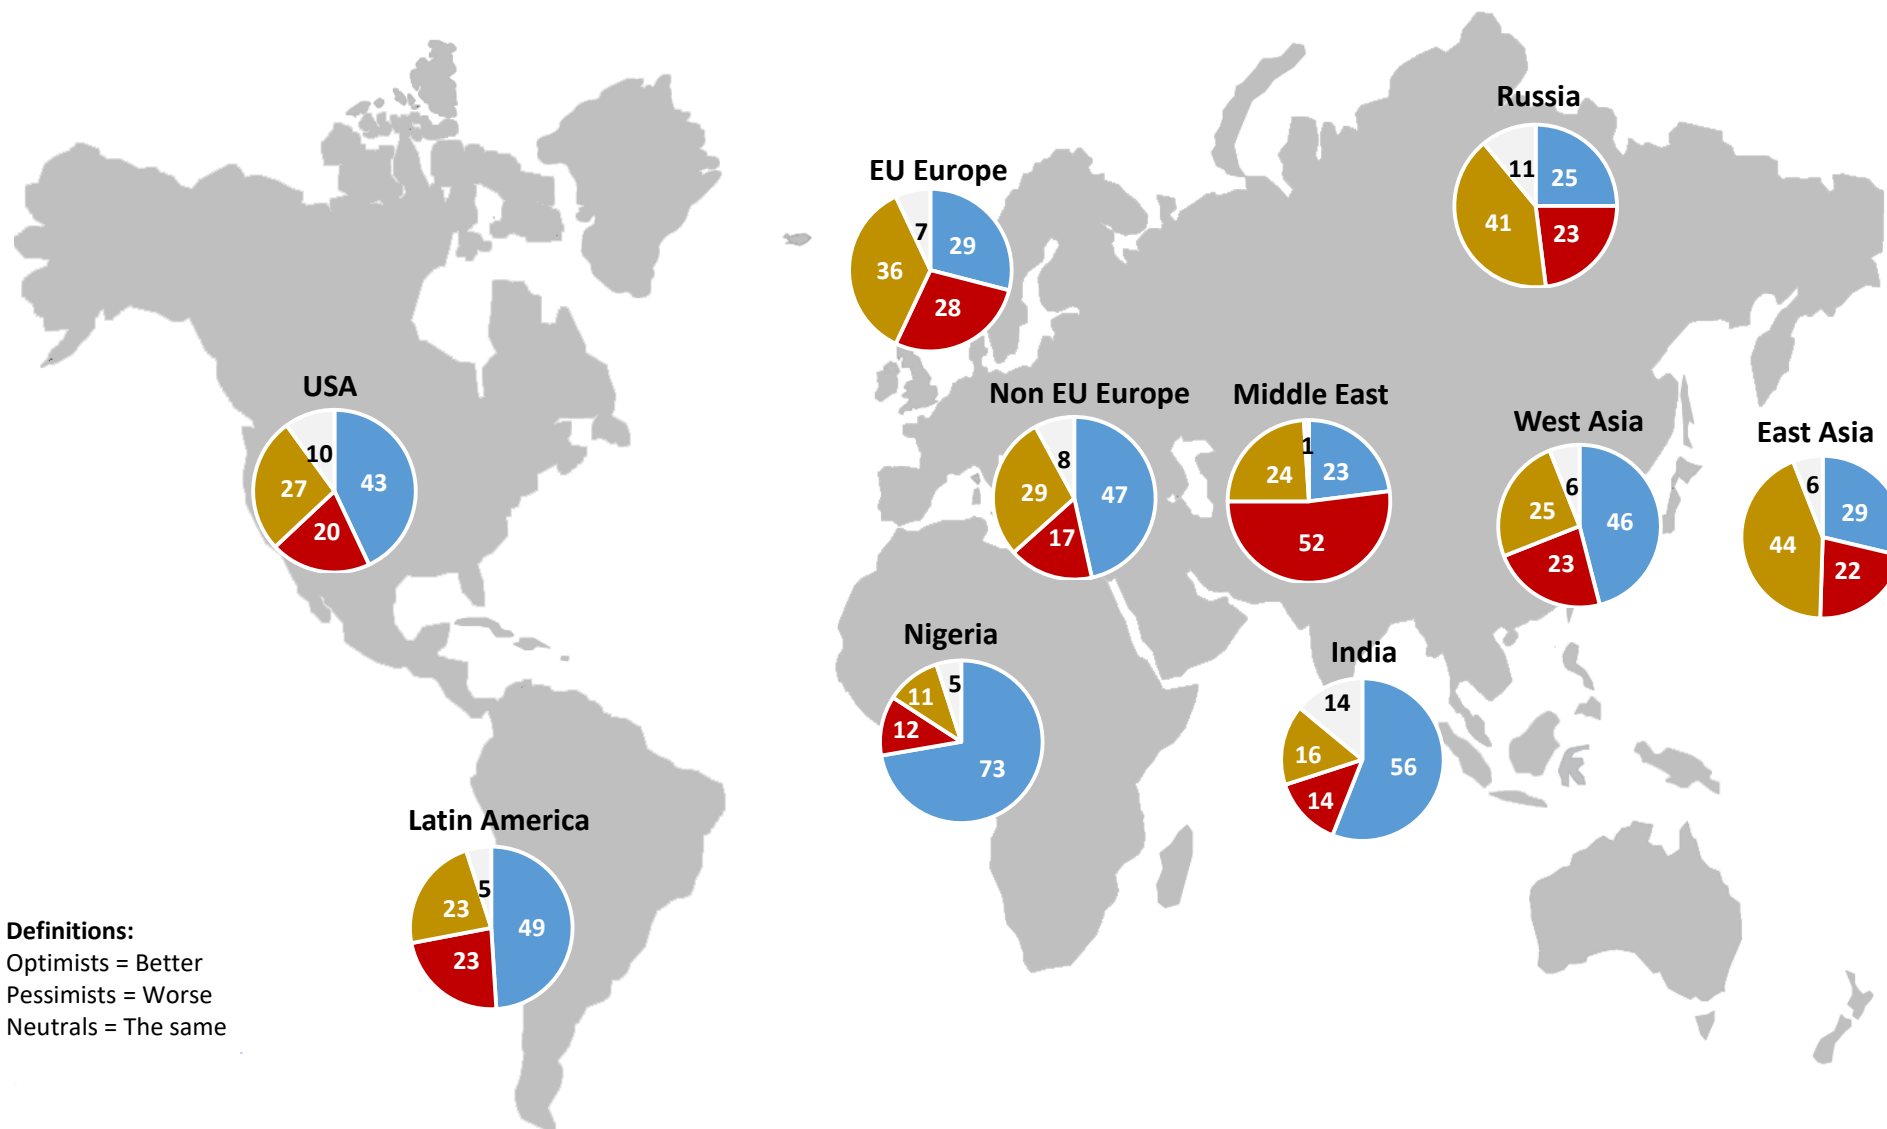 Russia
11
25
41
23
EU Europe
7
29
36
28
USA
10
43
27
20
Non EU Europe
8
47
29
17
Middle East
1
23
24
52
West Asia
6
46
25
23
East Asia
6
29
44
22
Nigeria
5
11
12
73
India
14
16
56
14
Latin America
5
23
49
23
Definitions:
Optimists = Better
Pessimists = Worse
Neutrals = The same